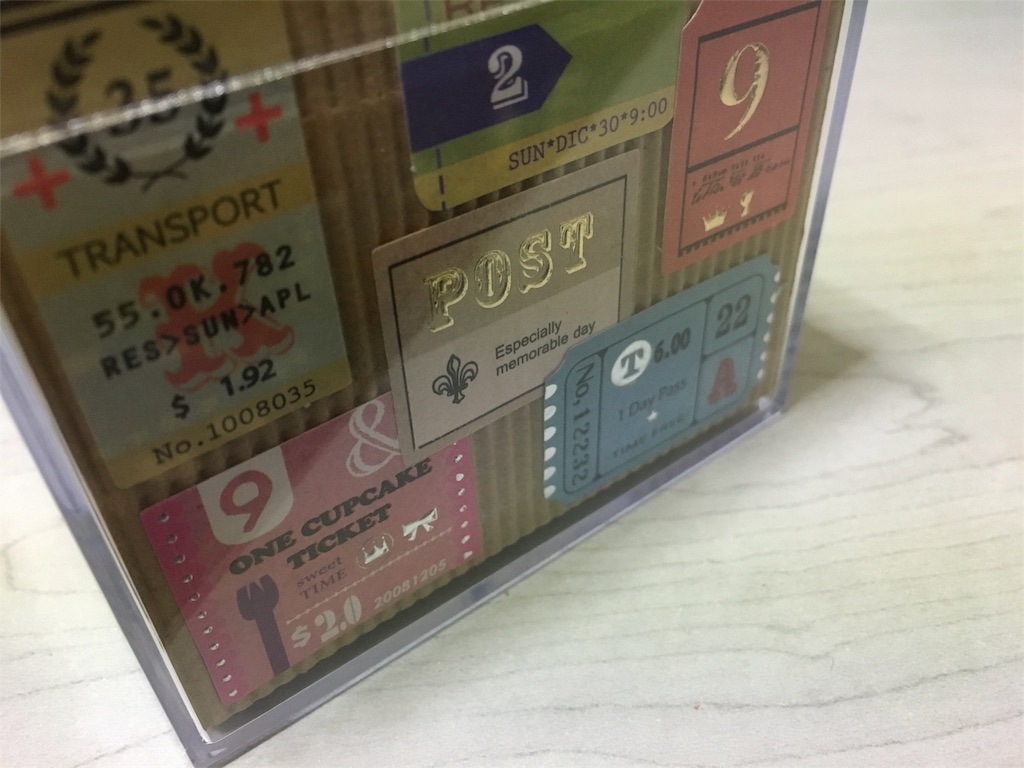 35
TRANSPORT
55.OK.782
RES>SUN>APL
$ 1.92
No.1008035
2
SUN*DIC*30*9:00
9
POST
Especially
memorable day
T 6.00
22
1 Day Pass
A
TIME FREE
No.12232
9
&
ONE CUPCAKE
TICKET
sweet
TIME
$2.0 20081205